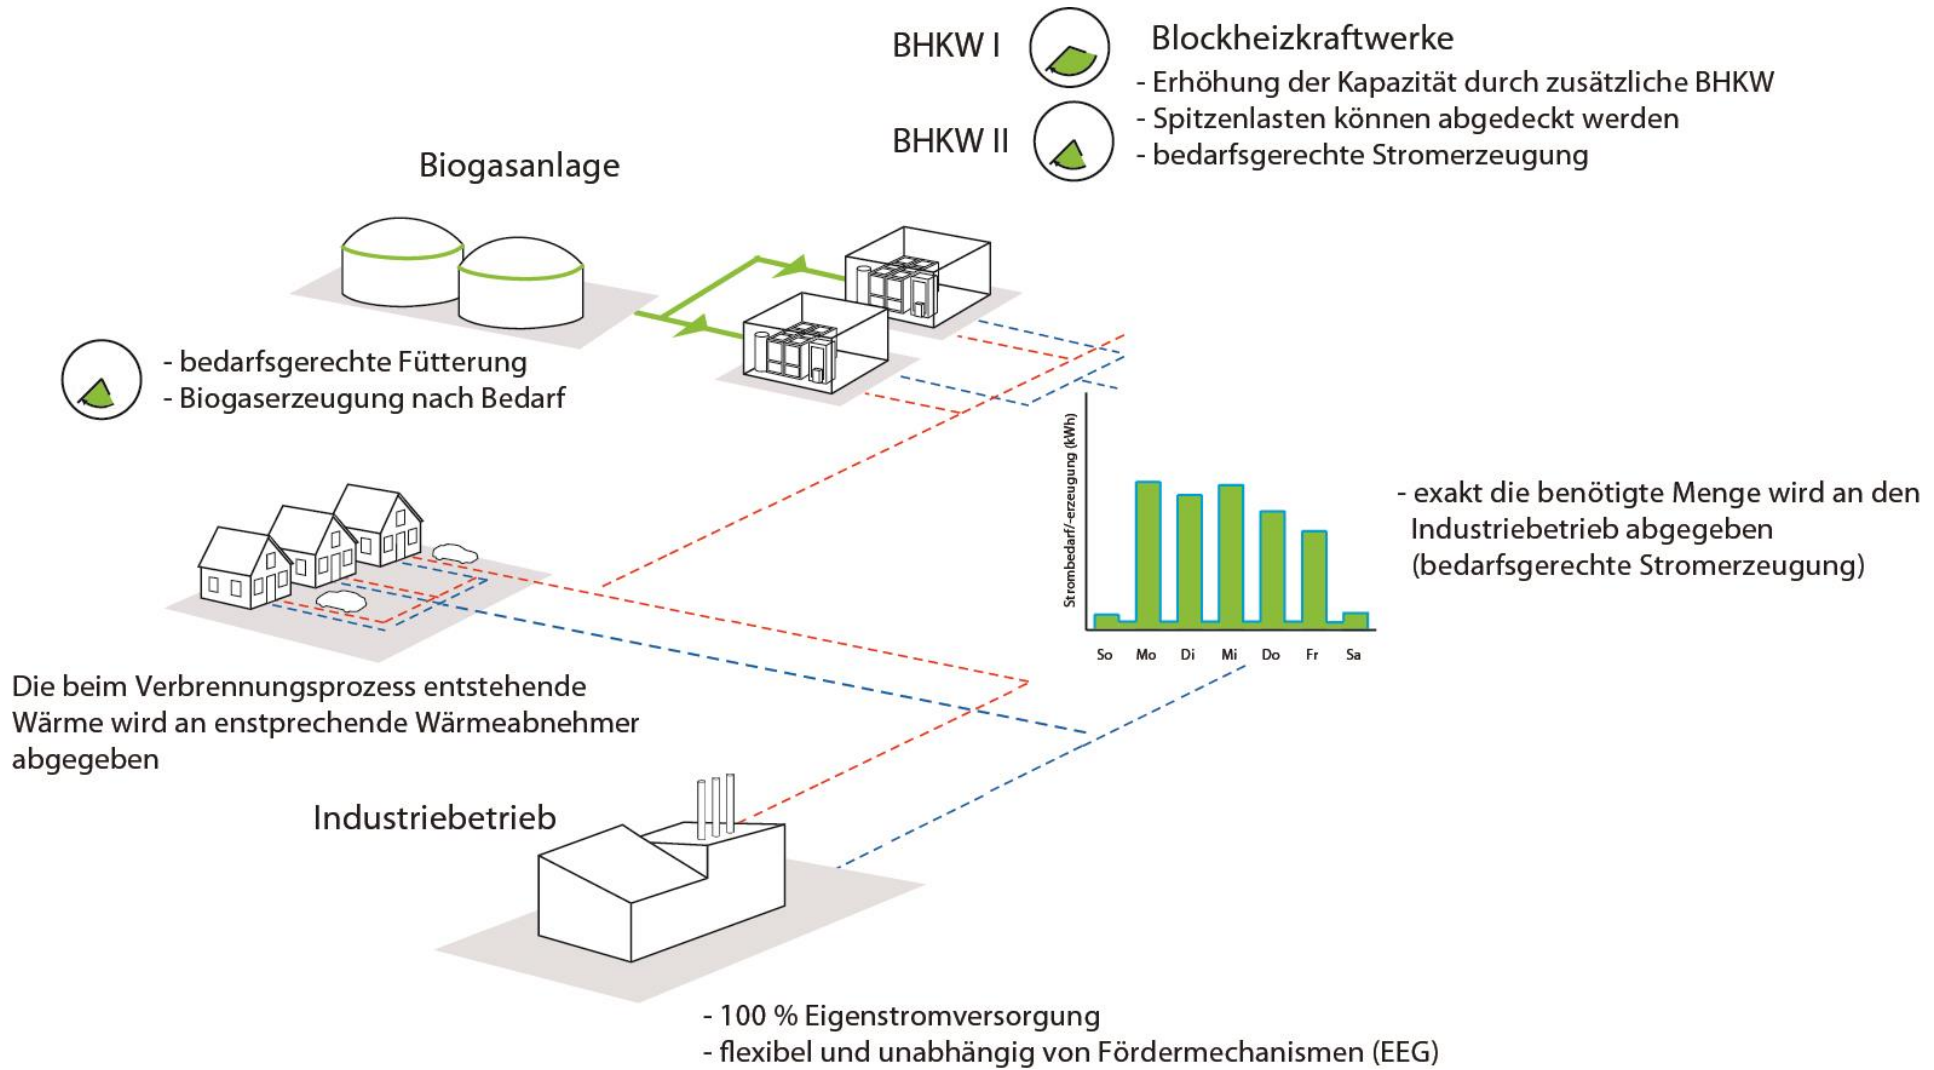 BHKW I
Blockheizkraftwerke
- Erhöhung der Kapazität durch zusätzliche BHKW
- Spitzenlasten können abgedeckt werden
BHKW II
- bedarfsgerechte Stromerzeugung
Biogasanlage
- bedarfsgerechte Fütterung
- Biogaserzeugung nach Bedarf
Strombedarf/-erzeugung (kWh)
So Mo Di Mi Do Fr Sa
- exakt die benötigte Menge wird an den
Industriebetrieb abgegeben
(bedarfsgerechte Stromerzeugung)
Die beim Verbrennungsprozess entstehende
Wärme wird an enstprechende Wärmeabnehmer
abgegeben
Industriebetrieb
- 100 % Eigenstromversorgung
- flexibel und unabhängig von Fördermechanismen (EEG)